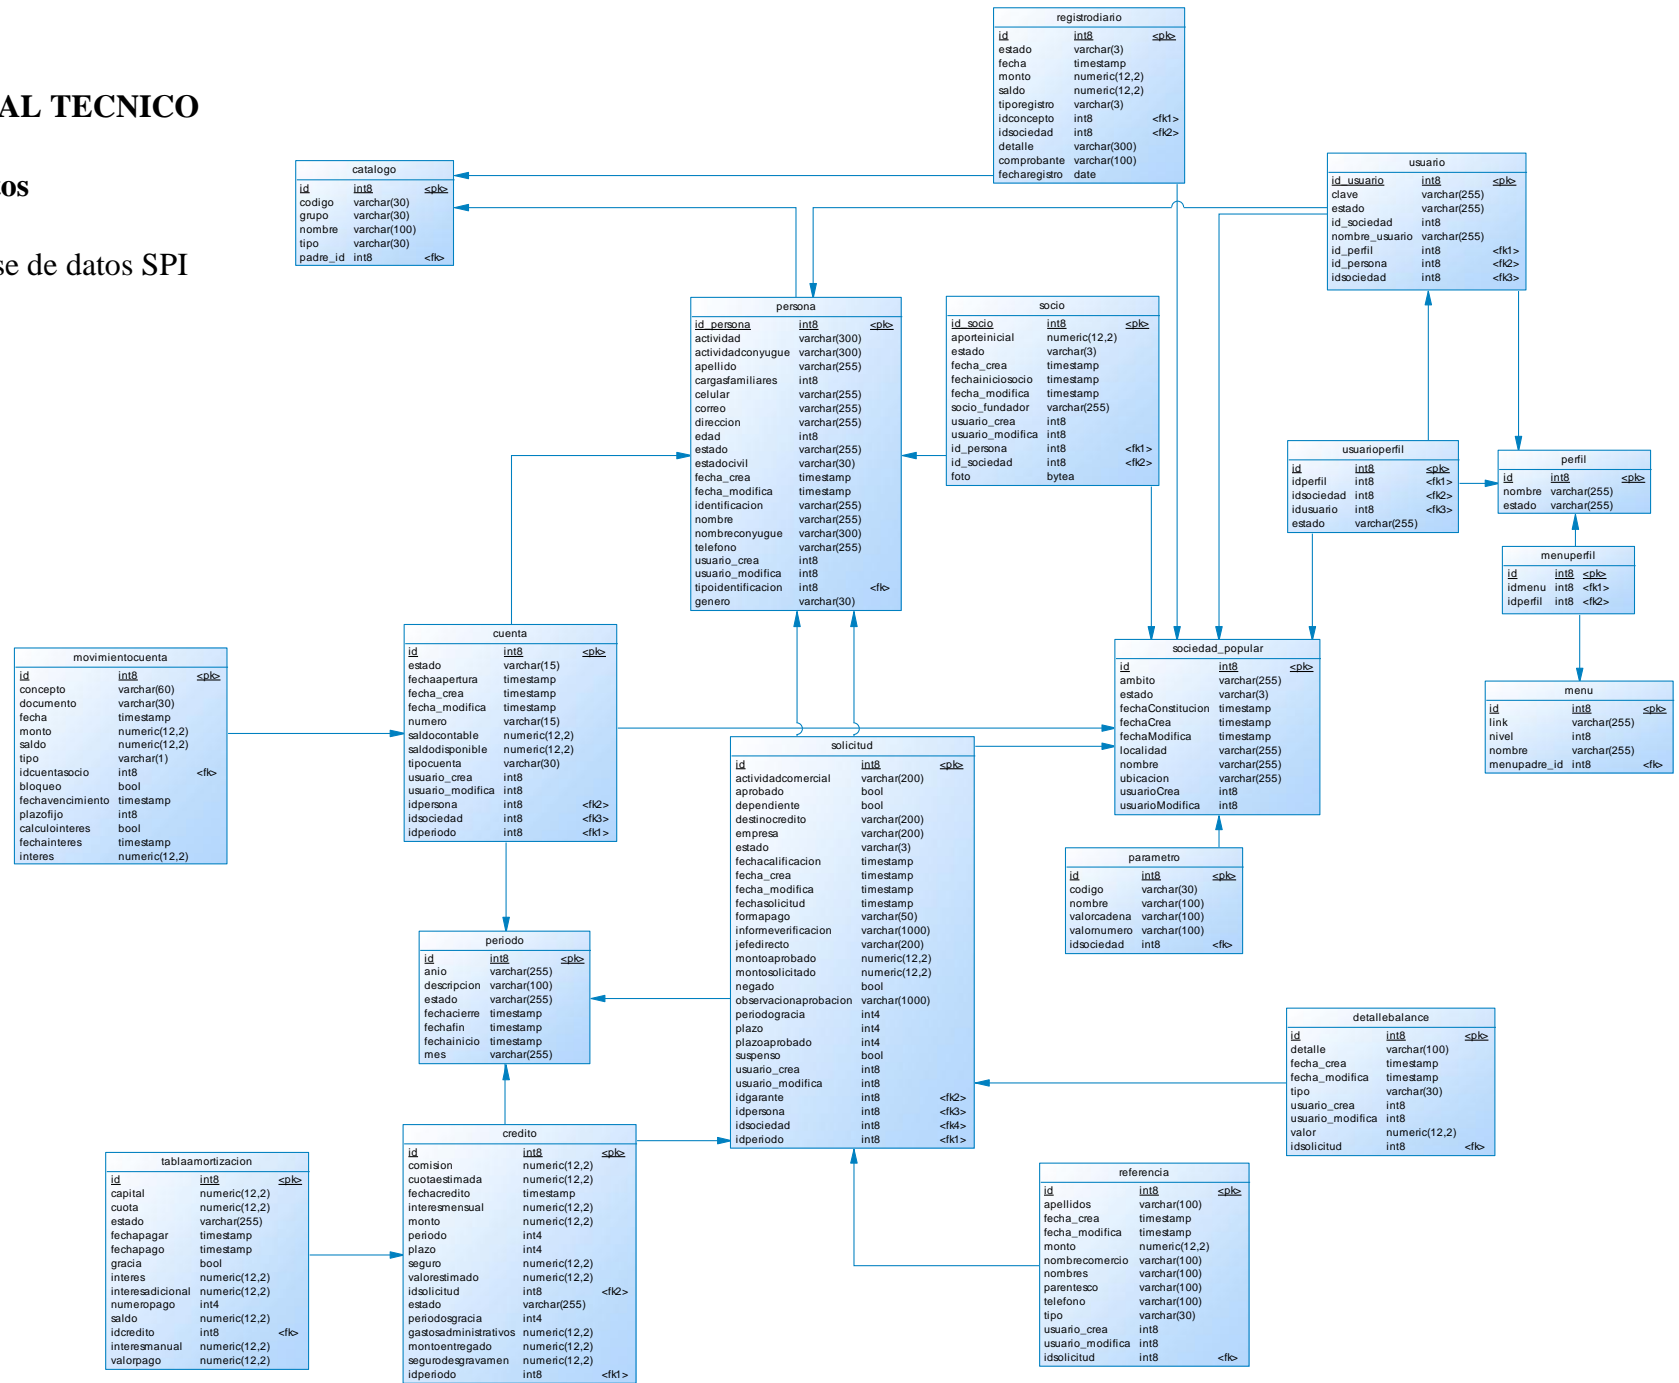 AL TECNICO
os
se de datos SPI
registrodiario
id int8 <pk>
estado varchar(3)
fecha timestamp
monto numeric(12,2)
saldo numeric(12,2)
tiporegistro varchar(3)
idconcepto int8 <fk1>
idsociedad int8 <fk2>
detalle varchar(300)
comprobante varchar(100)
fecharegistro date
catalogo
id int8 <pk>
codigo varchar(30)
grupo varchar(30)
nombre varchar(100)
tipo varchar(30)
padre_id int8 <fk>
usuario
id_usuario int8 <pk>
clave varchar(255)
estado varchar(255)
id_sociedad int8
nombre_usuario varchar(255)
id_perfil int8 <fk1>
id_persona int8 <fk2>
idsociedad int8 <fk3>
persona
id_persona int8 <pk>
actividad varchar(300)
actividadconyugue varchar(300)
apellido varchar(255)
cargasfamiliares int8
celular varchar(255)
correo varchar(255)
direccion varchar(255)
edad int8
estado varchar(255)
estadocivil varchar(30)
fecha_crea timestamp
fecha_modifica timestamp
identificacion varchar(255)
nombre varchar(255)
nombreconyugue varchar(300)
telefono varchar(255)
usuario_crea int8
usuario_modifica int8
tipoidentificacion int8 <fk>
genero varchar(30)
socio
id_socio int8 <pk>
aporteinicial numeric(12,2)
estado varchar(3)
fecha_crea timestamp
fechainiciosocio timestamp
fecha_modifica timestamp
socio_fundador varchar(255)
usuario_crea int8
usuario_modifica int8
id_persona int8 <fk1>
id_sociedad int8 <fk2>
foto bytea
usuarioperfil
id int8 <pk>
idperfil int8 <fk1>
idsociedad int8 <fk2>
idusuario int8 <fk3>
estado varchar(255)
perfil
id int8 <pk>
nombre varchar(255)
estado varchar(255)
menuperfil
id int8 <pk>
idmenu int8 <fk1>
idperfil int8 <fk2>
cuenta
id int8 <pk>
estado varchar(15)
fechaapertura timestamp
fecha_crea timestamp
fecha_modifica timestamp
numero varchar(15)
saldocontable numeric(12,2)
saldodisponible numeric(12,2)
tipocuenta varchar(30)
usuario_crea int8
usuario_modifica int8
idpersona int8 <fk2>
idsociedad int8 <fk3>
idperiodo int8 <fk1>
movimientocuenta
id int8 <pk>
concepto varchar(60)
documento varchar(30)
fecha timestamp
monto numeric(12,2)
saldo numeric(12,2)
tipo varchar(1)
idcuentasocio int8 <fk>
bloqueo bool
fechavencimiento timestamp
plazofijo int8
calculointeres bool
fechainteres timestamp
interes numeric(12,2)
sociedad_popular
id int8 <pk>
ambito varchar(255)
estado varchar(3)
fechaConstitucion timestamp
fechaCrea timestamp
fechaModifica timestamp
localidad varchar(255)
nombre varchar(255)
ubicacion varchar(255)
usuarioCrea int8
usuarioModifica int8
menu
id int8 <pk>
link varchar(255)
nivel int8
nombre varchar(255)
menupadre_id int8 <fk>
solicitud
id int8 <pk>
actividadcomercial varchar(200)
aprobado bool
dependiente bool
destinocredito varchar(200)
empresa varchar(200)
estado varchar(3)
fechacalificacion timestamp
fecha_crea timestamp
fecha_modifica timestamp
fechasolicitud timestamp
formapago varchar(50)
informeverificacion varchar(1000)
jefedirecto varchar(200)
montoaprobado numeric(12,2)
montosolicitado numeric(12,2)
negado bool
observacionaprobacion varchar(1000)
periodogracia int4
plazo int4
plazoaprobado int4
suspenso bool
usuario_crea int8
usuario_modifica int8
idgarante int8 <fk2>
idpersona int8 <fk3>
idsociedad int8 <fk4>
idperiodo int8 <fk1>
parametro
id int8 <pk>
codigo varchar(30)
nombre varchar(100)
valorcadena varchar(100)
valornumero varchar(100)
idsociedad int8 <fk>
periodo
id int8 <pk>
anio varchar(255)
descripcion varchar(100)
estado varchar(255)
fechacierre timestamp
fechafin timestamp
fechainicio timestamp
mes varchar(255)
detallebalance
id int8 <pk>
detalle varchar(100)
fecha_crea timestamp
fecha_modifica timestamp
tipo varchar(30)
usuario_crea int8
usuario_modifica int8
valor numeric(12,2)
idsolicitud int8 <fk>
credito
id int8 <pk>
comision numeric(12,2)
cuotaestimada numeric(12,2)
fechacredito timestamp
interesmensual numeric(12,2)
monto numeric(12,2)
periodo int4
plazo int4
seguro numeric(12,2)
valorestimado numeric(12,2)
idsolicitud int8 <fk2>
estado varchar(255)
periodosgracia int4
gastosadministrativos numeric(12,2)
montoentregado numeric(12,2)
segurodesgravamen numeric(12,2)
idperiodo int8 <fk1>
tablaamortizacion
id int8 <pk>
capital numeric(12,2)
cuota numeric(12,2)
estado varchar(255)
fechapagar timestamp
fechapago timestamp
gracia bool
interes numeric(12,2)
interesadicional numeric(12,2)
numeropago int4
saldo numeric(12,2)
idcredito int8 <fk>
interesmanual numeric(12,2)
valorpago numeric(12,2)
referencia
id int8 <pk>
apellidos varchar(100)
fecha_crea timestamp
fecha_modifica timestamp
monto numeric(12,2)
nombrecomercio varchar(100)
nombres varchar(100)
parentesco varchar(100)
telefono varchar(100)
tipo varchar(30)
usuario_crea int8
usuario_modifica int8
idsolicitud int8 <fk>